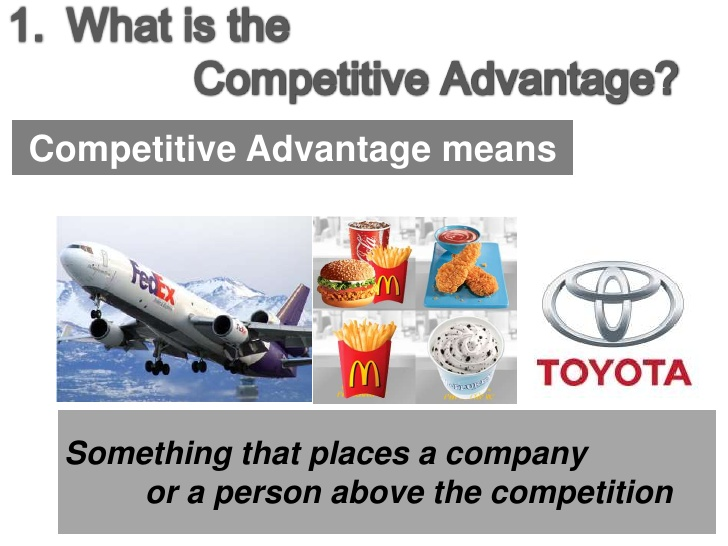 1. What is the
Competitive Advantage?
Competitive Advantage means
FedEx
TOYOTA
Something that places a company
or a person above the competition